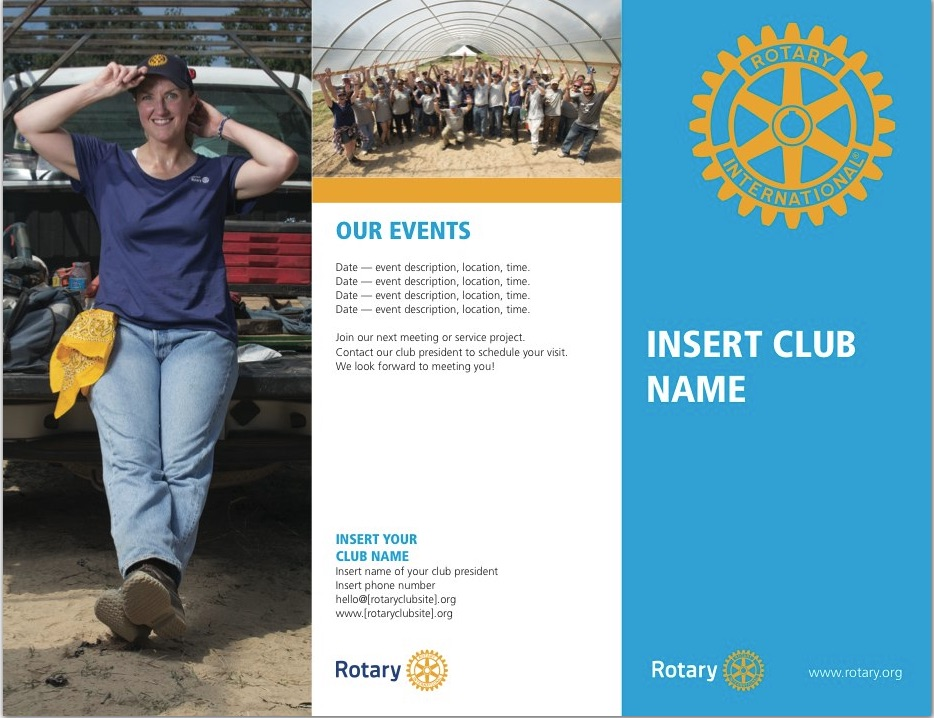 OUR EVENTS
Date — event description, location, time.
Date — event description, location, time.
Date — event description, location, time.
Date — event description, location, time.
Join our next meeting or service project.
Contact our club president to schedule your visit.
We look forward to meeting you!
INSERT YOUR
CLUB NAME
Insert name of your club president
Insert phone number
hello@[rotaryclubsite].org
www.[rotaryclubsite].org
Rotary
ROTARY
INTERNATIONAL®
INSERT CLUB
NAME
Rotary
www.rotary.org